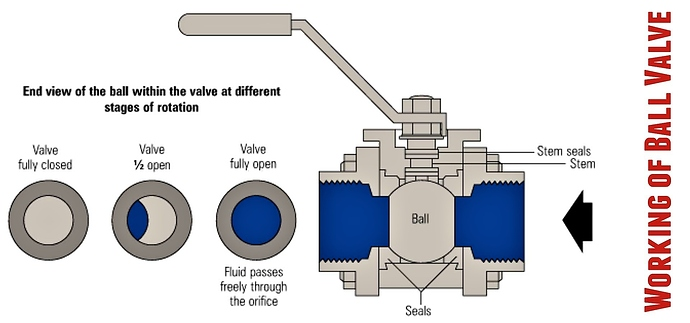 End view of the ball within the valve at different
stages of rotation
Valve
fully closed
Valve
½ open
Valve
fully open
Fluid passes
freely through
the orifice
Stem seals
Stem
Ball
Seals
WORKING OF BALL VALVE